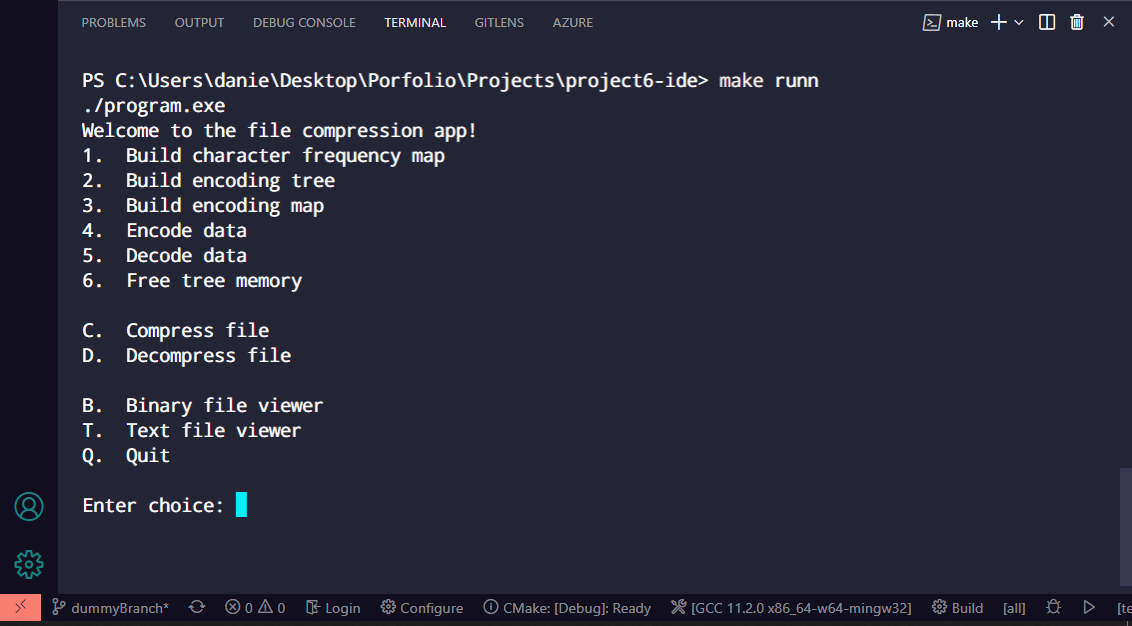 PROBLEMS OUTPUT DEBUG CONSOLE TERMINAL GITLENS AZURE make
PS C:\Users\danie\Desktop\Porfolio\Projects\project6-ide> make runn
./program.exe
Welcome to the file compression app!
1. Build character frequency map
2. Build encoding tree
3. Build encoding map
4. Encode data
5. Decode data
6. Free tree memory
C. Compress file
D. Decompress file
B. Binary file viewer
T. Text file viewer
Q. Quit
Enter choice:
dummyBranch* 0 0 Login Configure CMake: [Debug]: Ready [GCC 11.2.0 x86_64-w64-mingw32] Build [all] [te